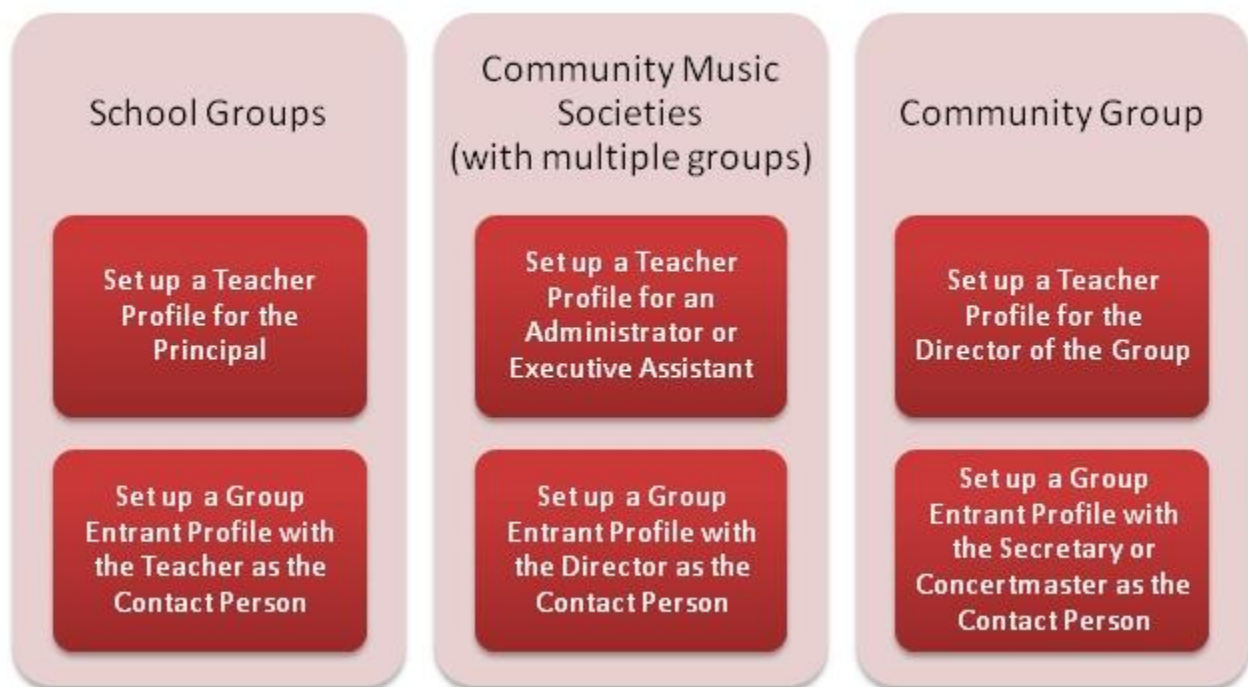 School Groups
Set up a Teacher
Profile for the
Principal
Set up a Group
Entrant Profile with
the Teacher as the
Contact Person
Community Music
Societies
(with multiple groups)
Set up a Teacher
Profile for an
Administrator or
Executive Assistant
Set up a Group
Entrant Profile with
the Director as the
Contact Person
Community Group
Set up a Teacher
Profile for the
Director of the Group
Set up a Group
Entrant Profile with
the Secretary or
Concertmaster as the
Contact Person